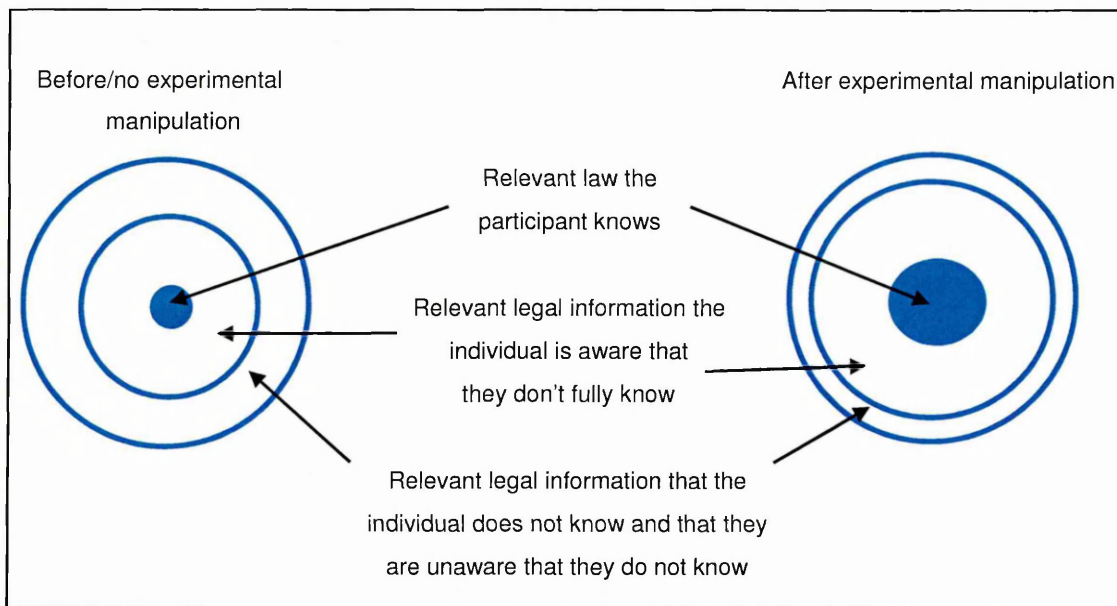 Before/no experimental
manipulation
After experimental manipulation
Relevant law the
participant knows
Relevant legal information the
individual is aware that
they don't fully know
Relevant legal information that the
individual does not know and that they
are unaware that they do not know